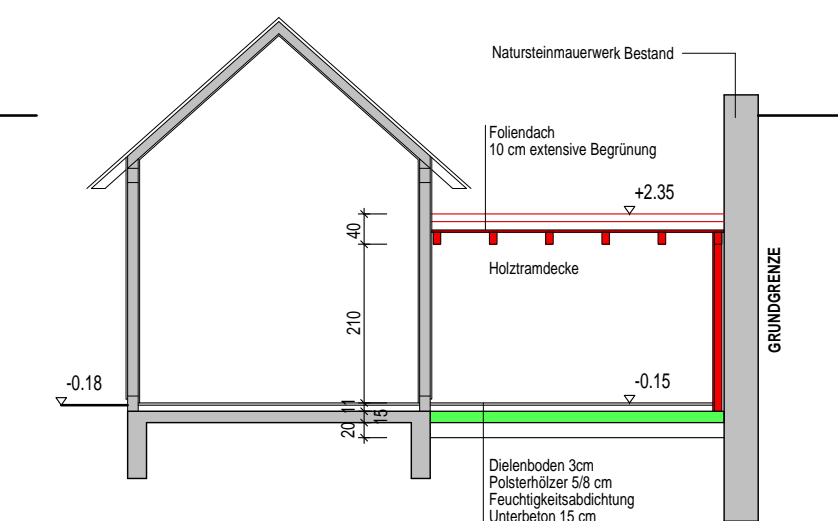 Natursteinmauerwerk Bestand
Foliendach
10 cm extensive Begrünung
+2.35
40
Holztramdecke
GRUNDGRENZE
210
-0.18
-0.15
11
15
20
Dielenboden 3cm
Polsterhölzer 5/8 cm
Feuchtigkeitsabdichtung
Unterbeton 15 cm